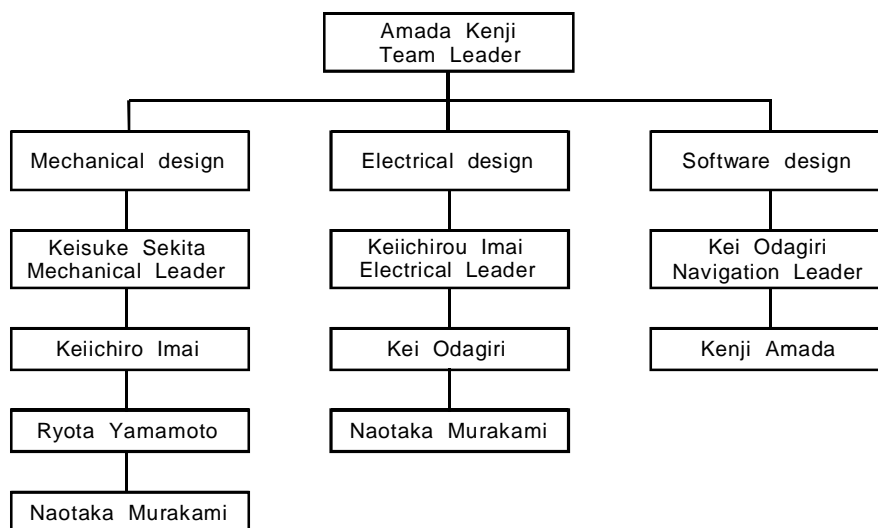 Amada Kenji
Team Leader
Mechanical design
Electrical design
Software design
Keisuke Sekita
Mechanical Leader
Keiichirou Imai
Electrical Leader
Kei Odagiri
Navigation Leader
Keiichiro Imai
Kei Odagiri
Kenji Amada
Ryota Yamamoto
Naotaka Murakami
Naotaka Murakami